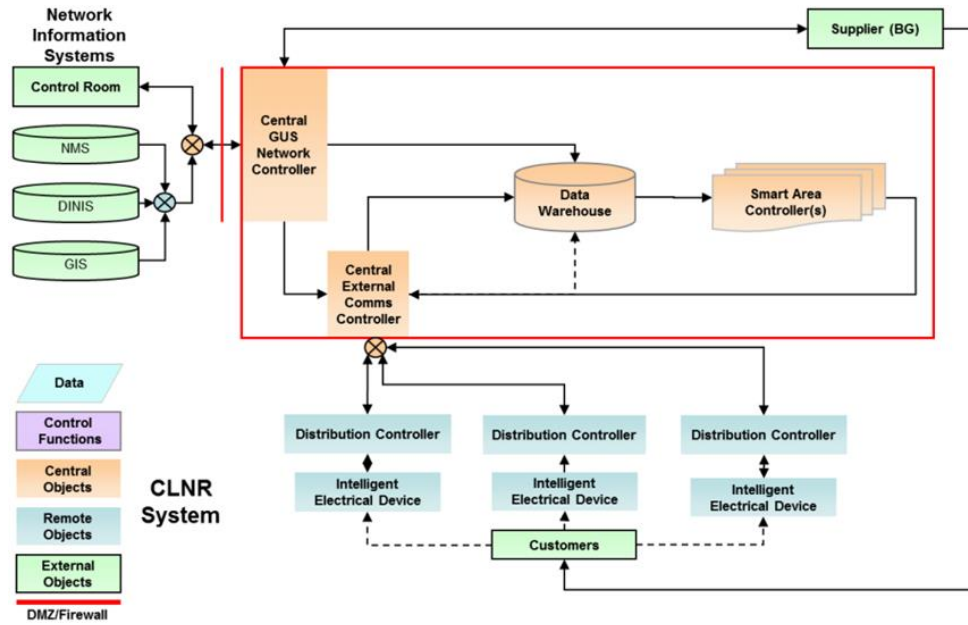 Network
Information
Systems
Supplier (BG)
Control Room
NMS
DINIS
GIS
Central
GUS
Network
Controller
Data
Warehouse
Smart Area
Controller(s)
Central
External
Comms
Controller
Data
Control
Functions
Central
Objects
Remote
Objects
External
Objects
DMZ/Firewall
CLNR
System
Distribution Controller
Distribution Controller
Distribution Controller
Intelligent
Electrical Device
Intelligent
Electrical Device
Intelligent
Electrical Device
Customers